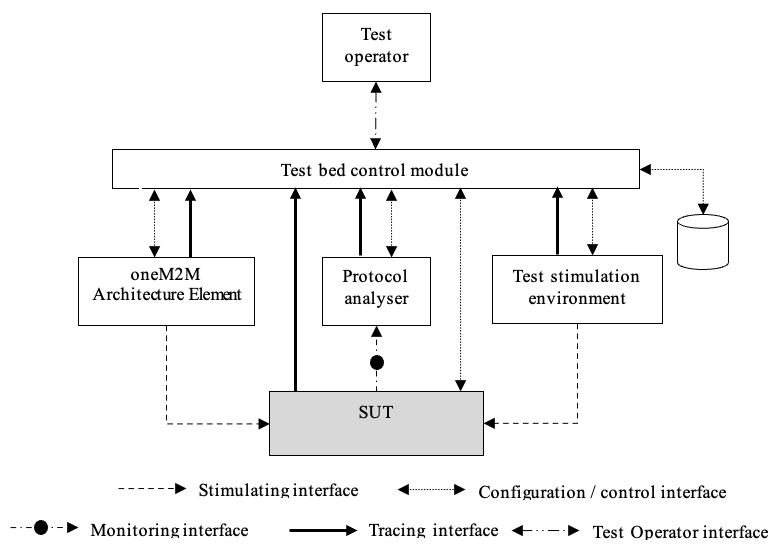 Test
operator
Test bed control module
oneM2M
Architecture Element
Protocol
analyser
Test stimulation
environment
SUT
Stimulating interface
Configuration / control interface
Monitoring interface
Tracing interface
Test Operator interface